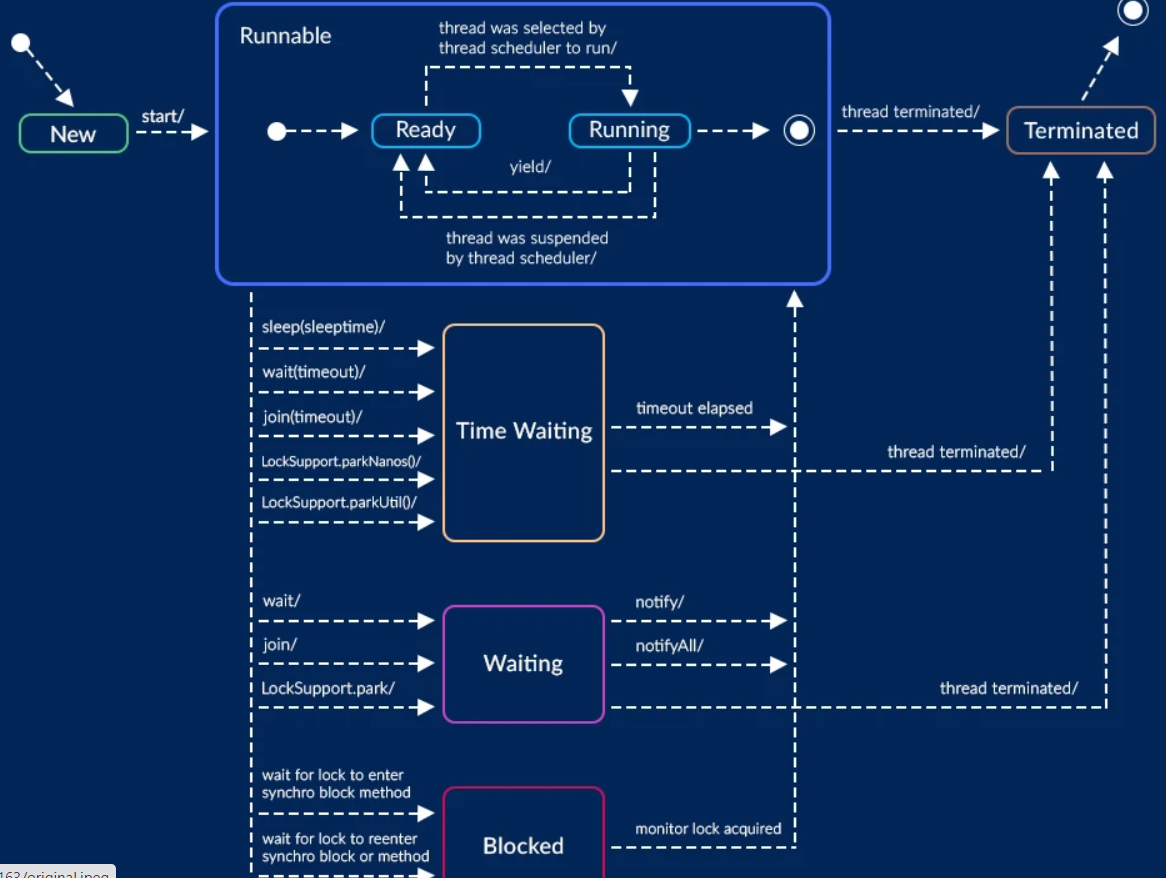 Runnable
thread was selected by
thread scheduler to run/
New
start/
Ready
Running
yield/
thread was suspended
by thread scheduler/
thread terminated/
Terminated
sleep(sleeptime)/
wait(timeout)/
join(timeout)/
LockSupport.parkNanos()/
LockSupport.parkUtil()/
Time Waiting
timeout elapsed
thread terminated/
wait/
join/
LockSupport.park/
Waiting
notify/
notifyAll/
thread terminated/
wait for lock to enter
synchro block method
wait for lock to reenter
synchro block or method
Blocked
monitor lock acquired
163/original.jpeg